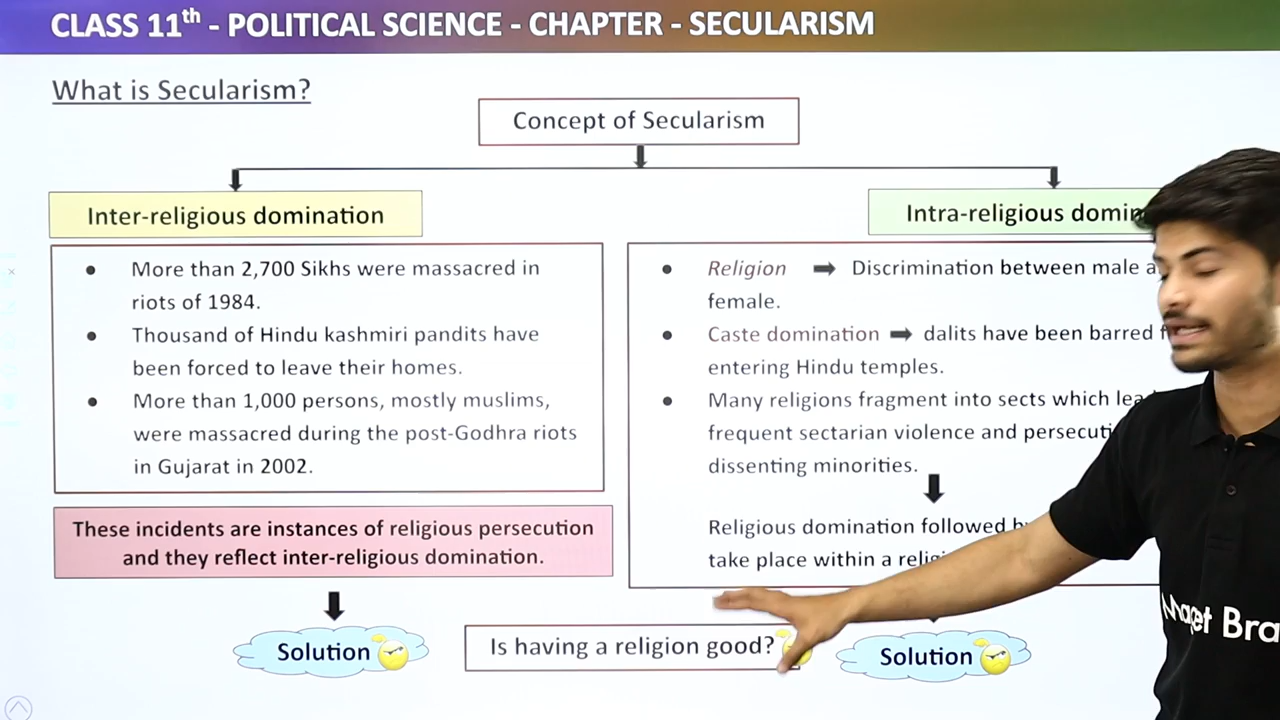 CLASS 11th - POLITICAL SCIENCE - CHAPTER - SECULARISM
What is Secularism?
Concept of Secularism
Inter-religious domination
More than 2,700 Sikhs were massacred in
riots of 1984.
Thousand of Hindu kashmiri pandits have
been forced to leave their homes.
More than 1,000 persons, mostly muslims,
were massacred during the post-Godhra riots
in Gujarat in 2002.
These incidents are instances of religious persecution
and they reflect inter-religious domination.
Solution
Intra-religious
Religion ➡ Discrimination between male
female.
Caste domination ➡ dalits have been barred
entering Hindu temples.
Many religions fragment into sects which
frequent sectarian violence and
dissenting minorities.
Religious domination followed
take place within a
Is having a religion good?
Solution